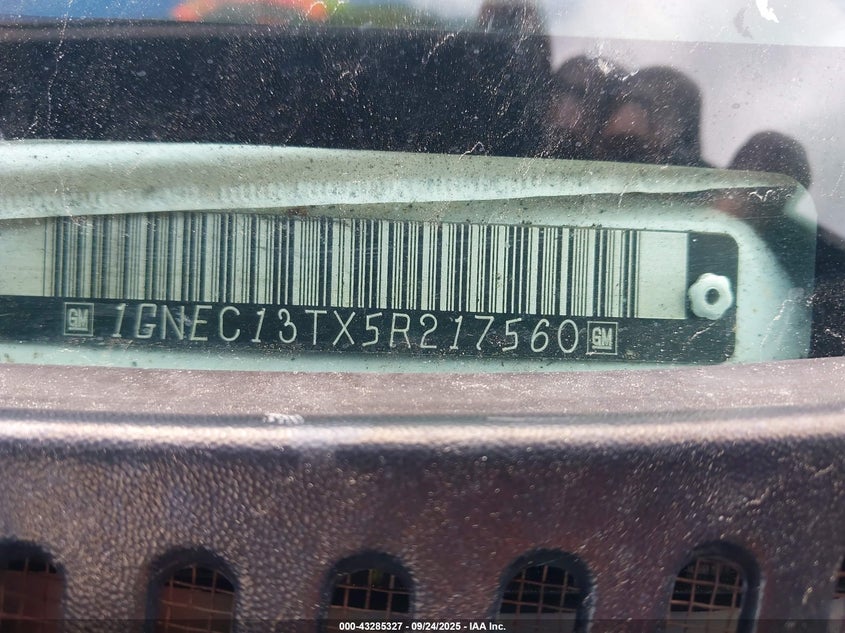 GM 1GNEC13TX5R217560 GM
000-43285327 - 09/24/2025 - IAA Inc.